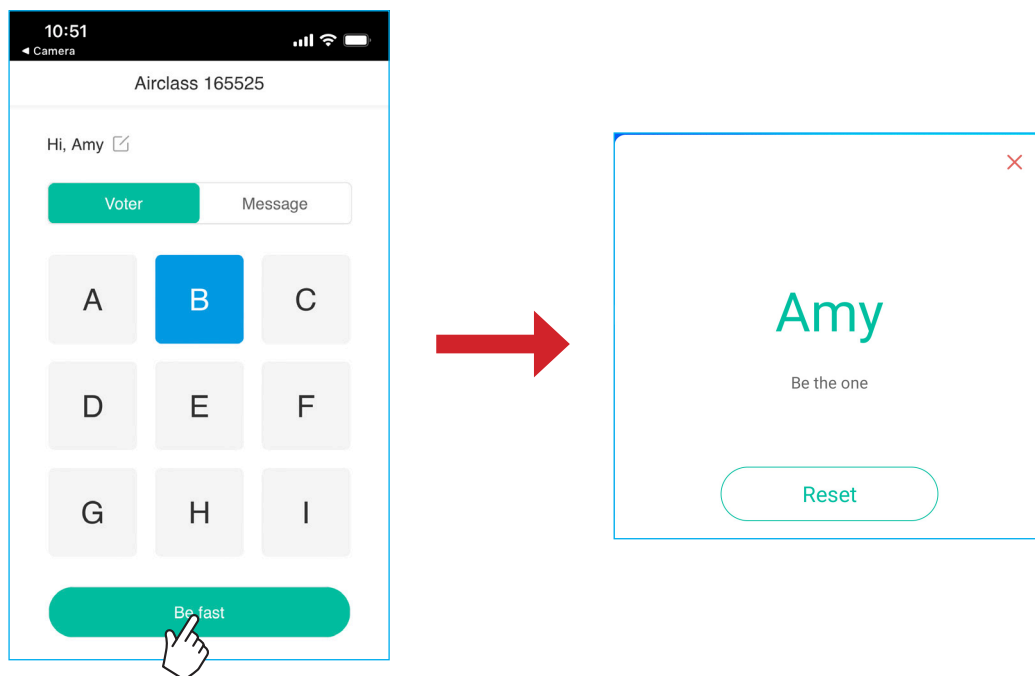 10:51
◀ Camera
Airclass 165525
Hi, Amy
Voter Message
A B C
D E F
G H I
Be fast
Amy
Be the one
Reset